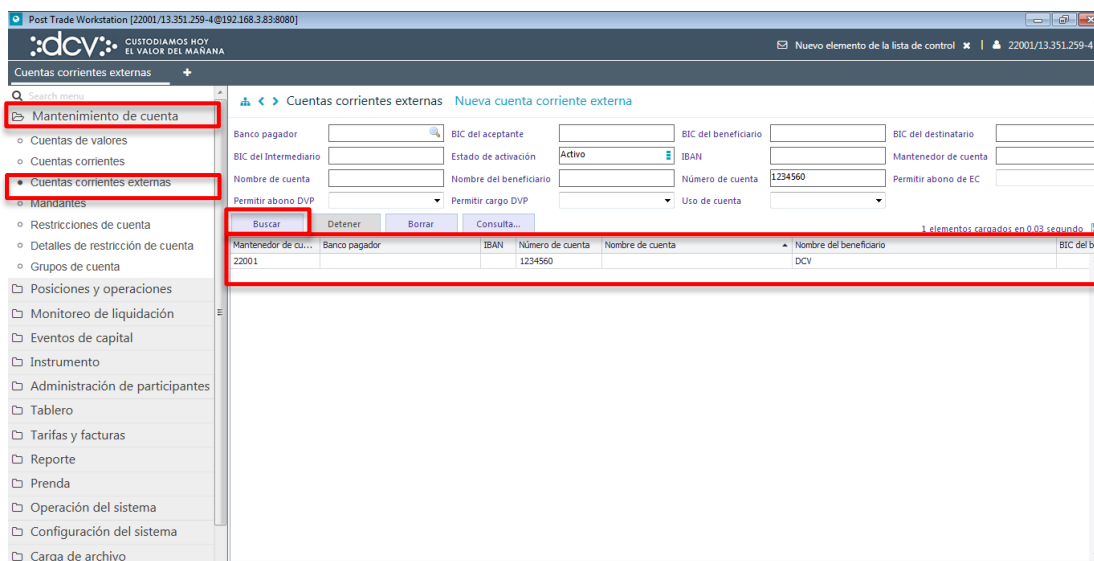 Post Trade Workstation [22001/13.351.259-4@192.168.3.83:8080]
dcv CUSTODIAMOS HOY
EL VALOR DEL MAÑANA
Nuevo elemento de la lista de control × | 22001/13.351.259-4
Cuentas corrientes externas +
Search menu
Mantenimiento de cuenta
Cuentas de valores
Cuentas corrientes
Cuentas corrientes externas
Mandantes
Restricciones de cuenta
Detalles de restricción de cuenta
Grupos de cuenta
Posiciones y operaciones
Monitoreo de liquidación
Eventos de capital
Instrumento
Administración de participantes
Tablero
Tarifas y facturas
Reporte
Prenda
Operación del sistema
Configuración del sistema
Carga de archivo
Cuentas corrientes externas Nueva cuenta corriente externa
Banco pagador BIC del aceptante BIC del beneficiario BIC del destinatario
BIC del Intermediario Estado de activación Activo IBAN Mantenedor de cuenta
Nombre de cuenta Nombre del beneficiario Número de cuenta 1234560 Permitir abono de EC
Permitir abono DVP Permitir cargo DVP Uso de cuenta
Buscar Detener Borrar Consulta...
1 elementos cargados en 0.03 segundo
Mantenedor de cu... Banco pagador IBAN Número de cuenta Nombre de cuenta Nombre del beneficiario BIC del b
22001 1234560 DCV